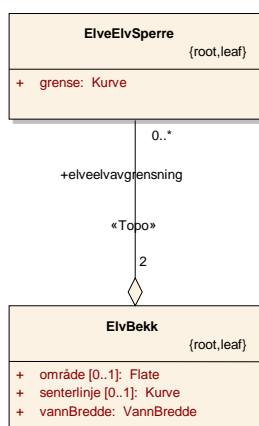 ElveElvSperre
{root,leaf}
+ grense: Kurve
0..*
+elveelvavgrensning
«Topo»
2
ElvBekk
{root,leaf}
+ område [0..1]: Flate
+ senterlinje [0..1]: Kurve
+ vannBredde: VannBredde